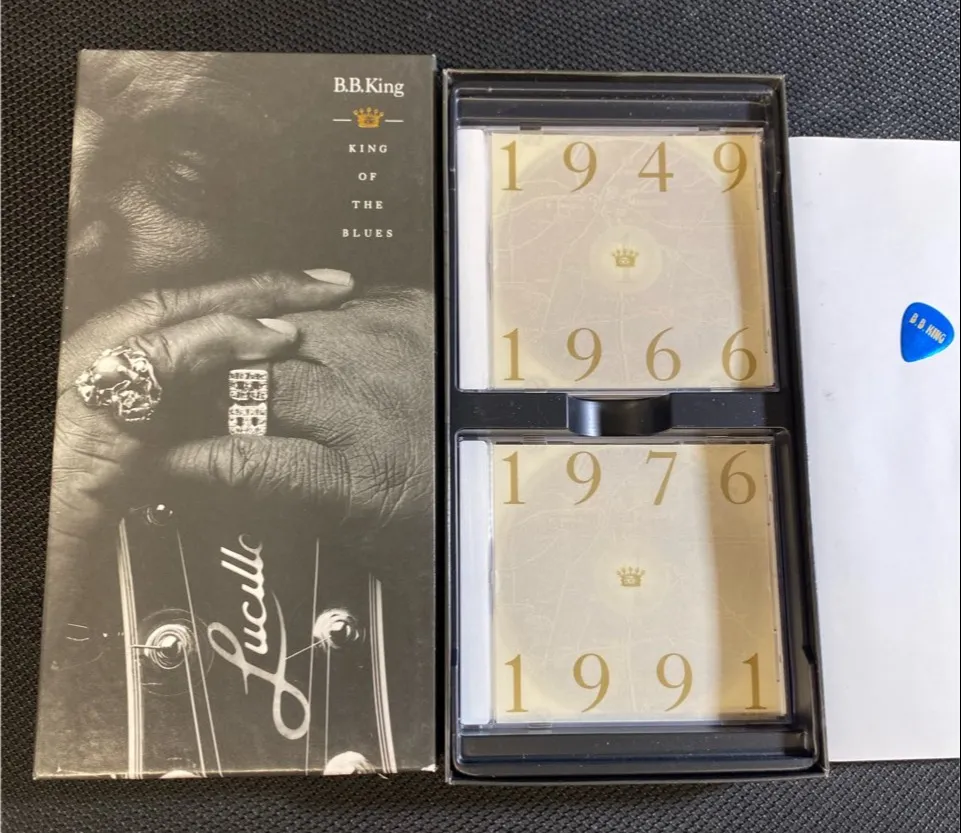 B.B.King
KING
OF
THE
BLUES
Lucille
1949
1966
1976
1991
B.B. KING